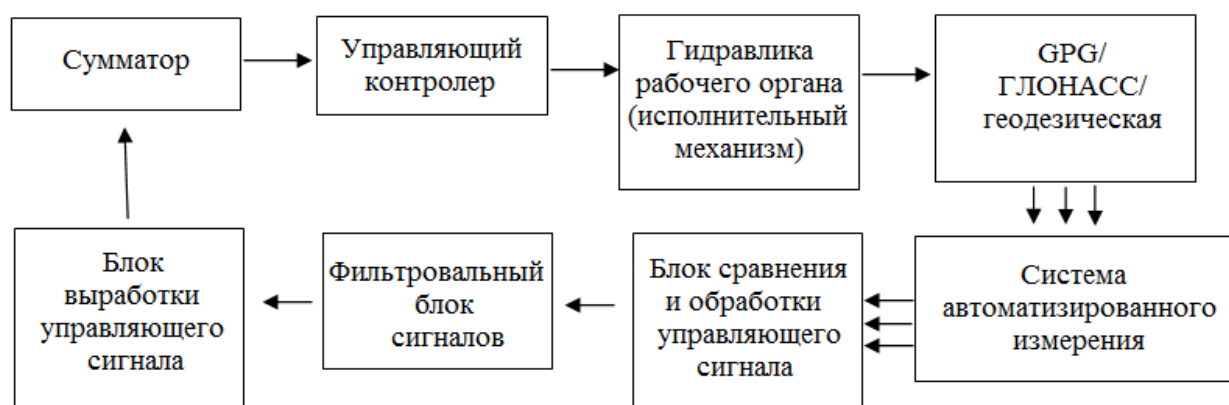 Сумматор
Управляющий
контролер
Гидравлика
рабочего органа
(исполнительный
механизм)
GPG/
ГЛОНАСС/
геодезическая
Блок
выработки
управляющего
сигнала
Фильтровальный
блок
сигналов
Блок сравнения
и обработки
управляющего
сигнала
Система
автоматизированного
измерения